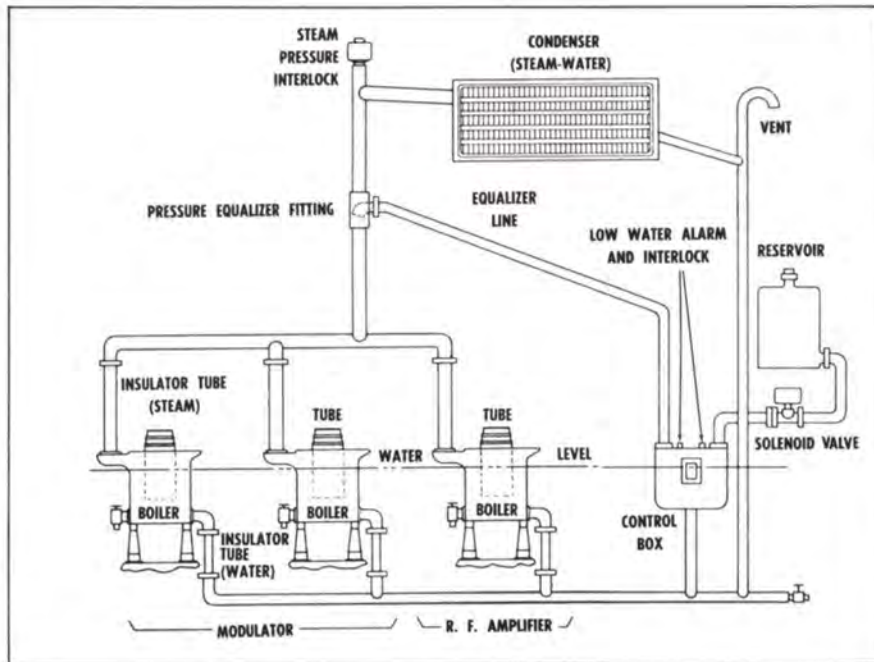 STEAM
PRESSURE
INTERLOCK
CONDENSER
(STEAM-WATER)
VENT
PRESSURE EQUALIZER FITTING
EQUALIZER
LINE
LOW WATER ALARM
AND INTERLOCK
RESERVOIR
INSULATOR TUBE
(STEAM)
TUBE
TUBE
WATER
LEVEL
SOLENOID VALVE
BOILER
BOILER
BOILER
CONTROL
BOX
INSULATOR
TUBE
(WATER)
MODULATOR
R. F. AMPLIFIER